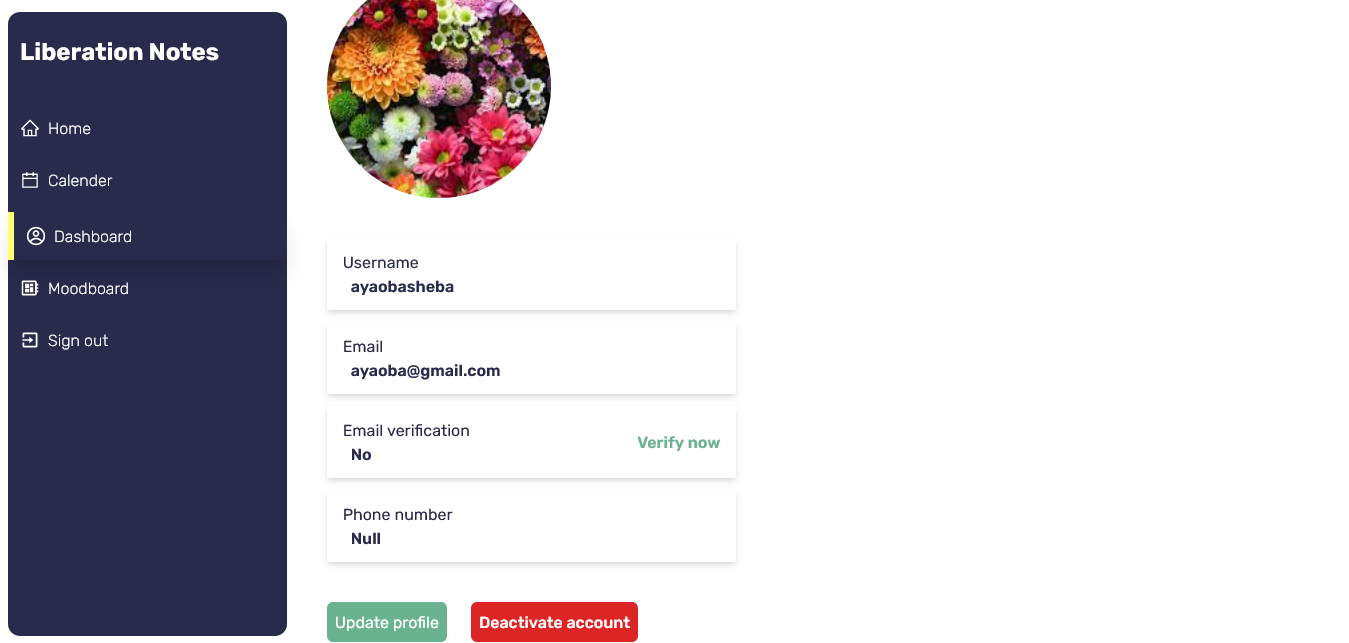 Liberation Notes
Home
Calender
Dashboard
Moodboard
Sign out
Username
ayaobasheba
Email
ayaoba@gmail.com
Email verification
No
Verify now
Phone number
Null
Update profile
Deactivate account